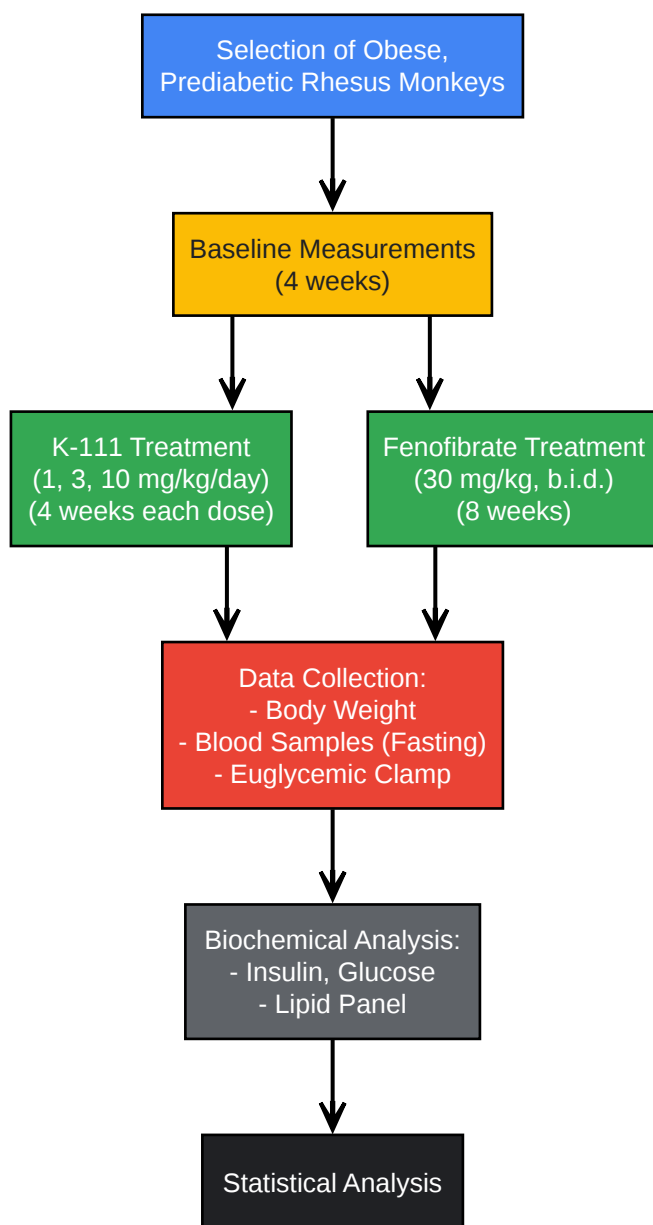 Selection of Obese,
Prediabetic Rhesus Monkeys
Baseline Measurements
(4 weeks)
K-111 Treatment
(1, 3, 10 mg/kg/day)
(4 weeks each dose)
Fenofibrate Treatment
(30 mg/kg, b.i.d.)
(8 weeks)
Data Collection:
- Body Weight
- Blood Samples (Fasting)
- Euglycemic Clamp
Biochemical Analysis:
- Insulin, Glucose
- Lipid Panel
Statistical Analysis